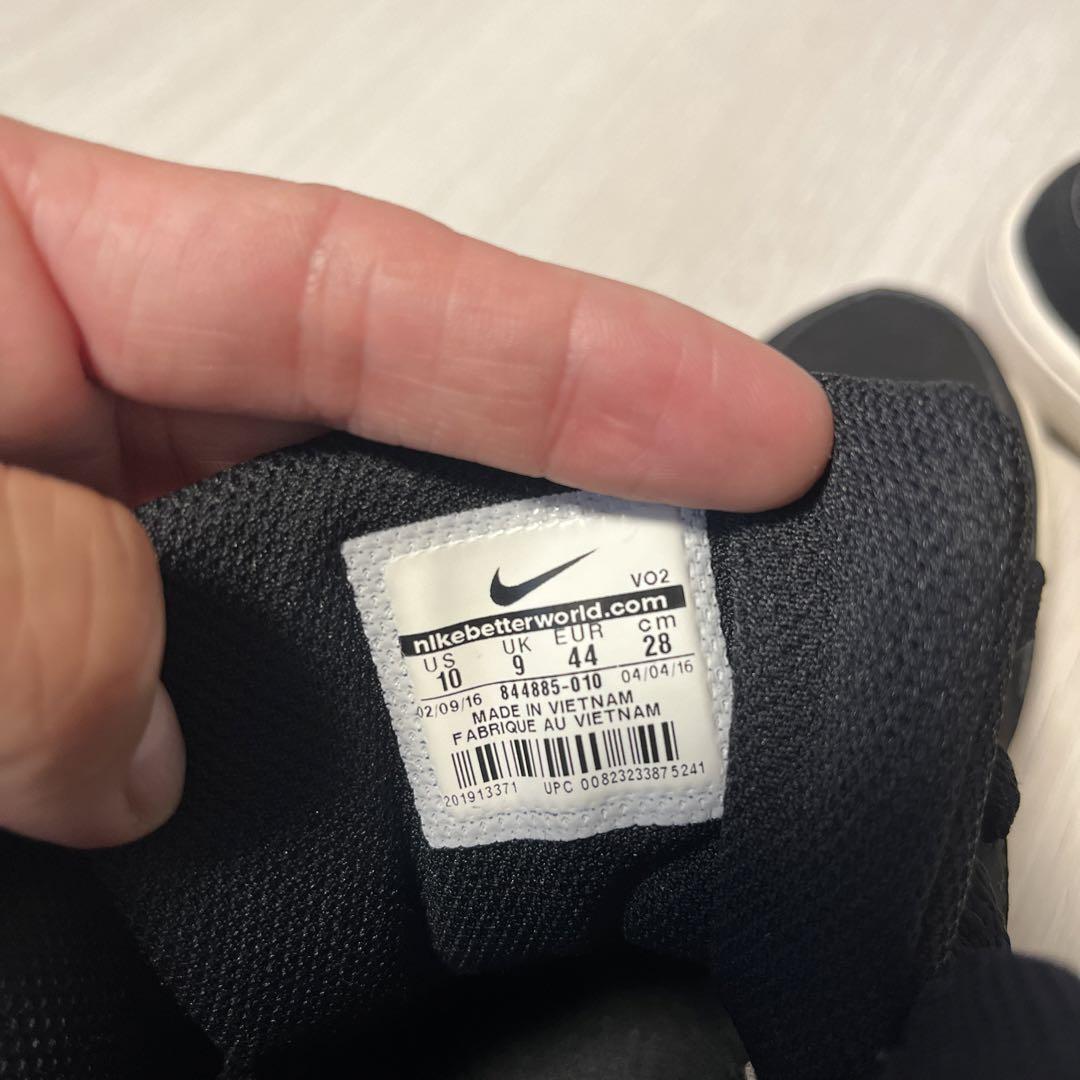 VO2
nikebetterworld.com
US UK EUR cm
10 9 44 28
02/09/16 844885-010 04/04/16
MADE IN VIETNAM
FABRIQUE AU VIETNAM
201913371 UPC 00823233875241